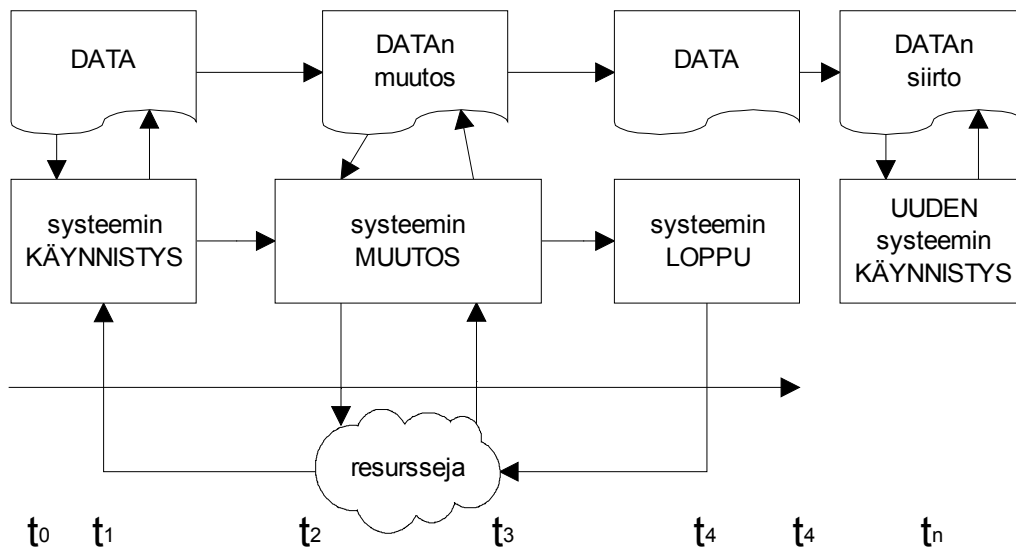 DATA
DATAn
muutos
DATA
DATAn
siirto
systeemin
KÄYNNISTYS
systeemin
MUUTOS
systeemin
LOPPU
UUDEN
systeemin
KÄYNNISTYS
resursseja
t0 t1 t2 t3 t4 t4 tn